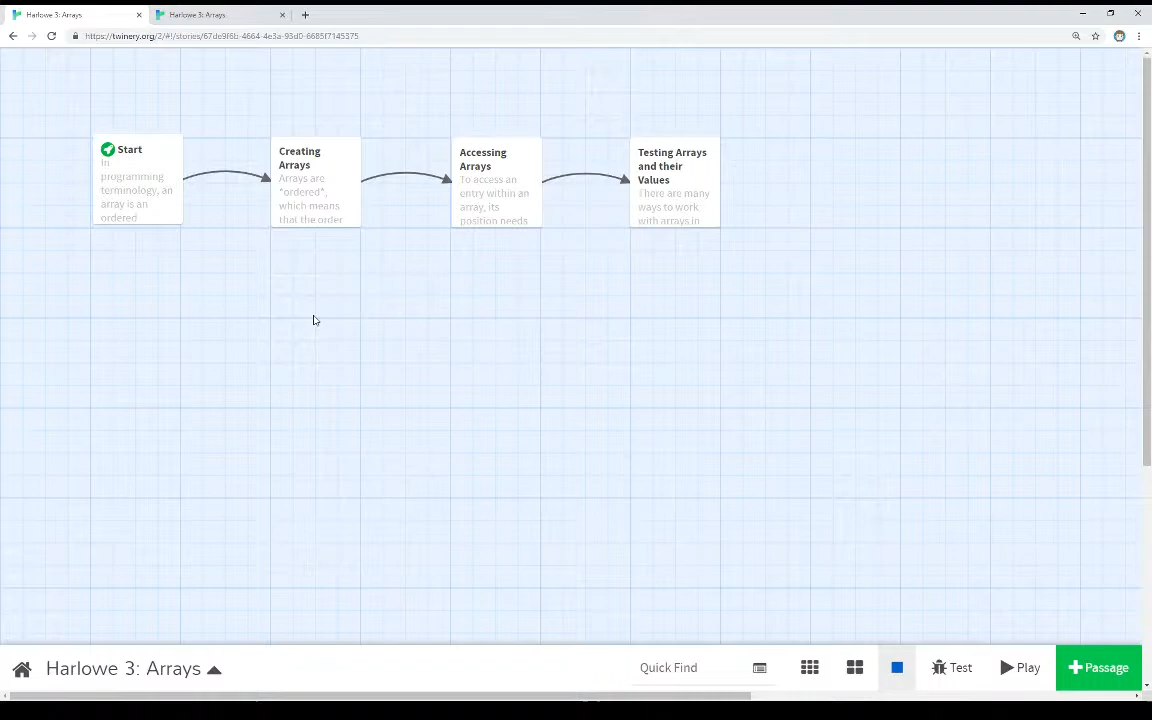 Harlowe 3: Arrays
Harlowe 3: Arrays
https://twinery.org/2/#!/stories/67de9f6b-4664-4e3a-93d0-6685f7145375
Start
In
programming
terminology, an
array is an
ordered
Creating
Arrays
Arrays are
*ordered*,
which means
that the order
Accessing
Arrays
To access an
entry within an
array, its
position needs
Testing Arrays
and their
Values
There are many
ways to work
with arrays in
Harlowe 3: Arrays
Quick Find
Test
Play
Passage